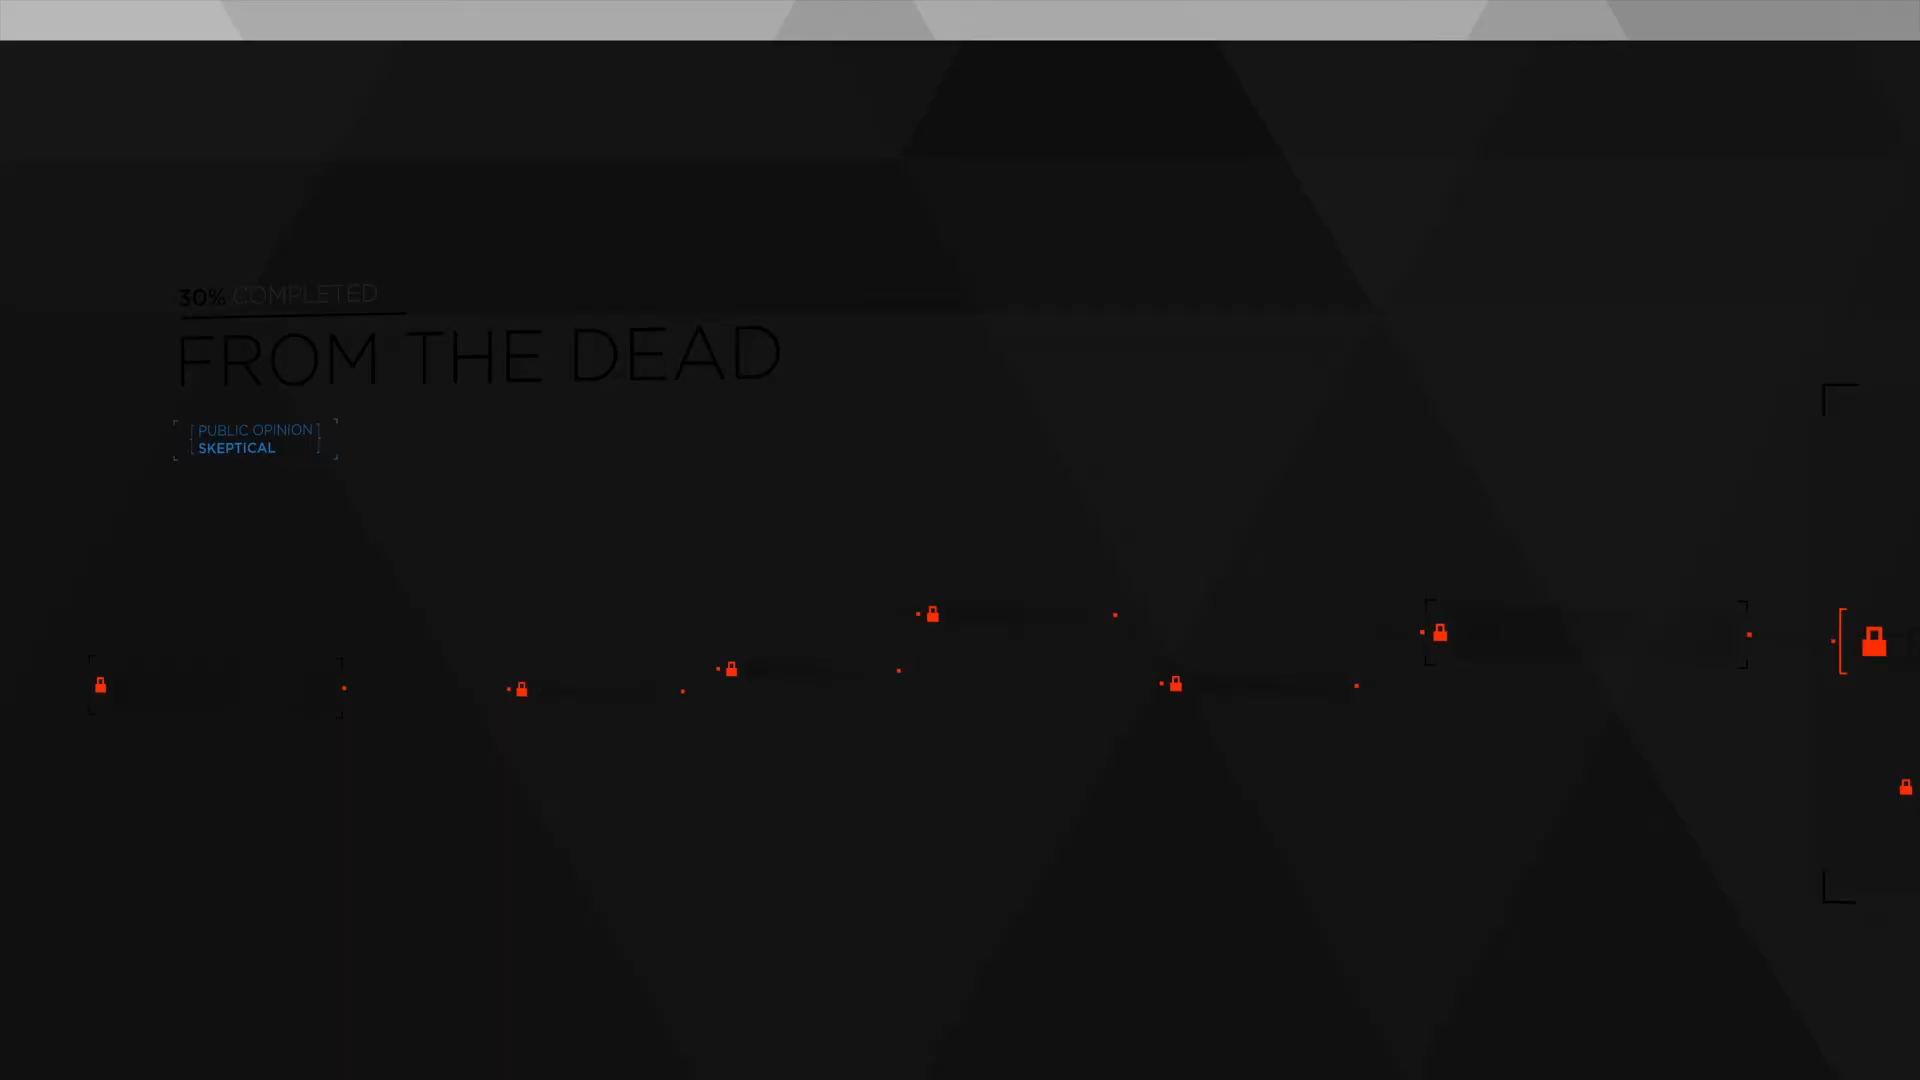 30% COMPLETED
FROM THE DEAD
PUBLIC OPINION
SKEPTICAL